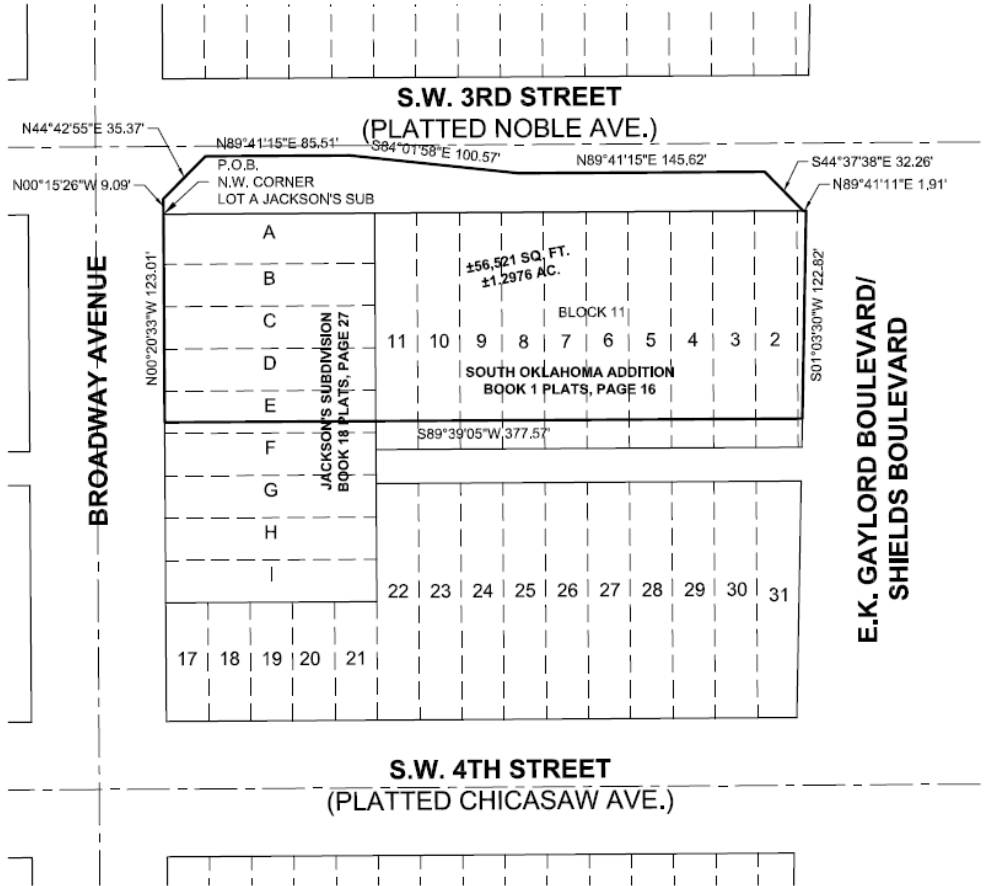 S.W. 3RD STREET
(PLATTED NOBLE AVE.)
N44°42'55"E 35.37'
N89°41'15"E 85.51'
S84°01'58"E 100.57'
N89°41'15"E 145.62'
S44°37'38"E 32.26'
N00°15'26"W 9.09'
P.O.B.
N.W. CORNER
LOT A JACKSON'S SUB
N89°41'11"E 1.91'
BROADWAY AVENUE
N00°20'33"W 123.01'
A
B
C
D
E
F
G
H
I
JACKSON'S SUBDIVISION
BOOK 18 PLATS, PAGE 27
±56,521 SQ. FT.
±1.2976 AC.
BLOCK 11
11 10 9 8 7 6 5 4 3 2
SOUTH OKLAHOMA ADDITION
BOOK 1 PLATS, PAGE 16
S01°03'30"W 122.82'
E.K. GAYLORD BOULEVARD/
SHIELDS BOULEVARD
S89°39'05"W 377.57'
22 23 24 25 26 27 28 29 30 31
17 18 19 20 21
S.W. 4TH STREET
(PLATTED CHICASAW AVE.)